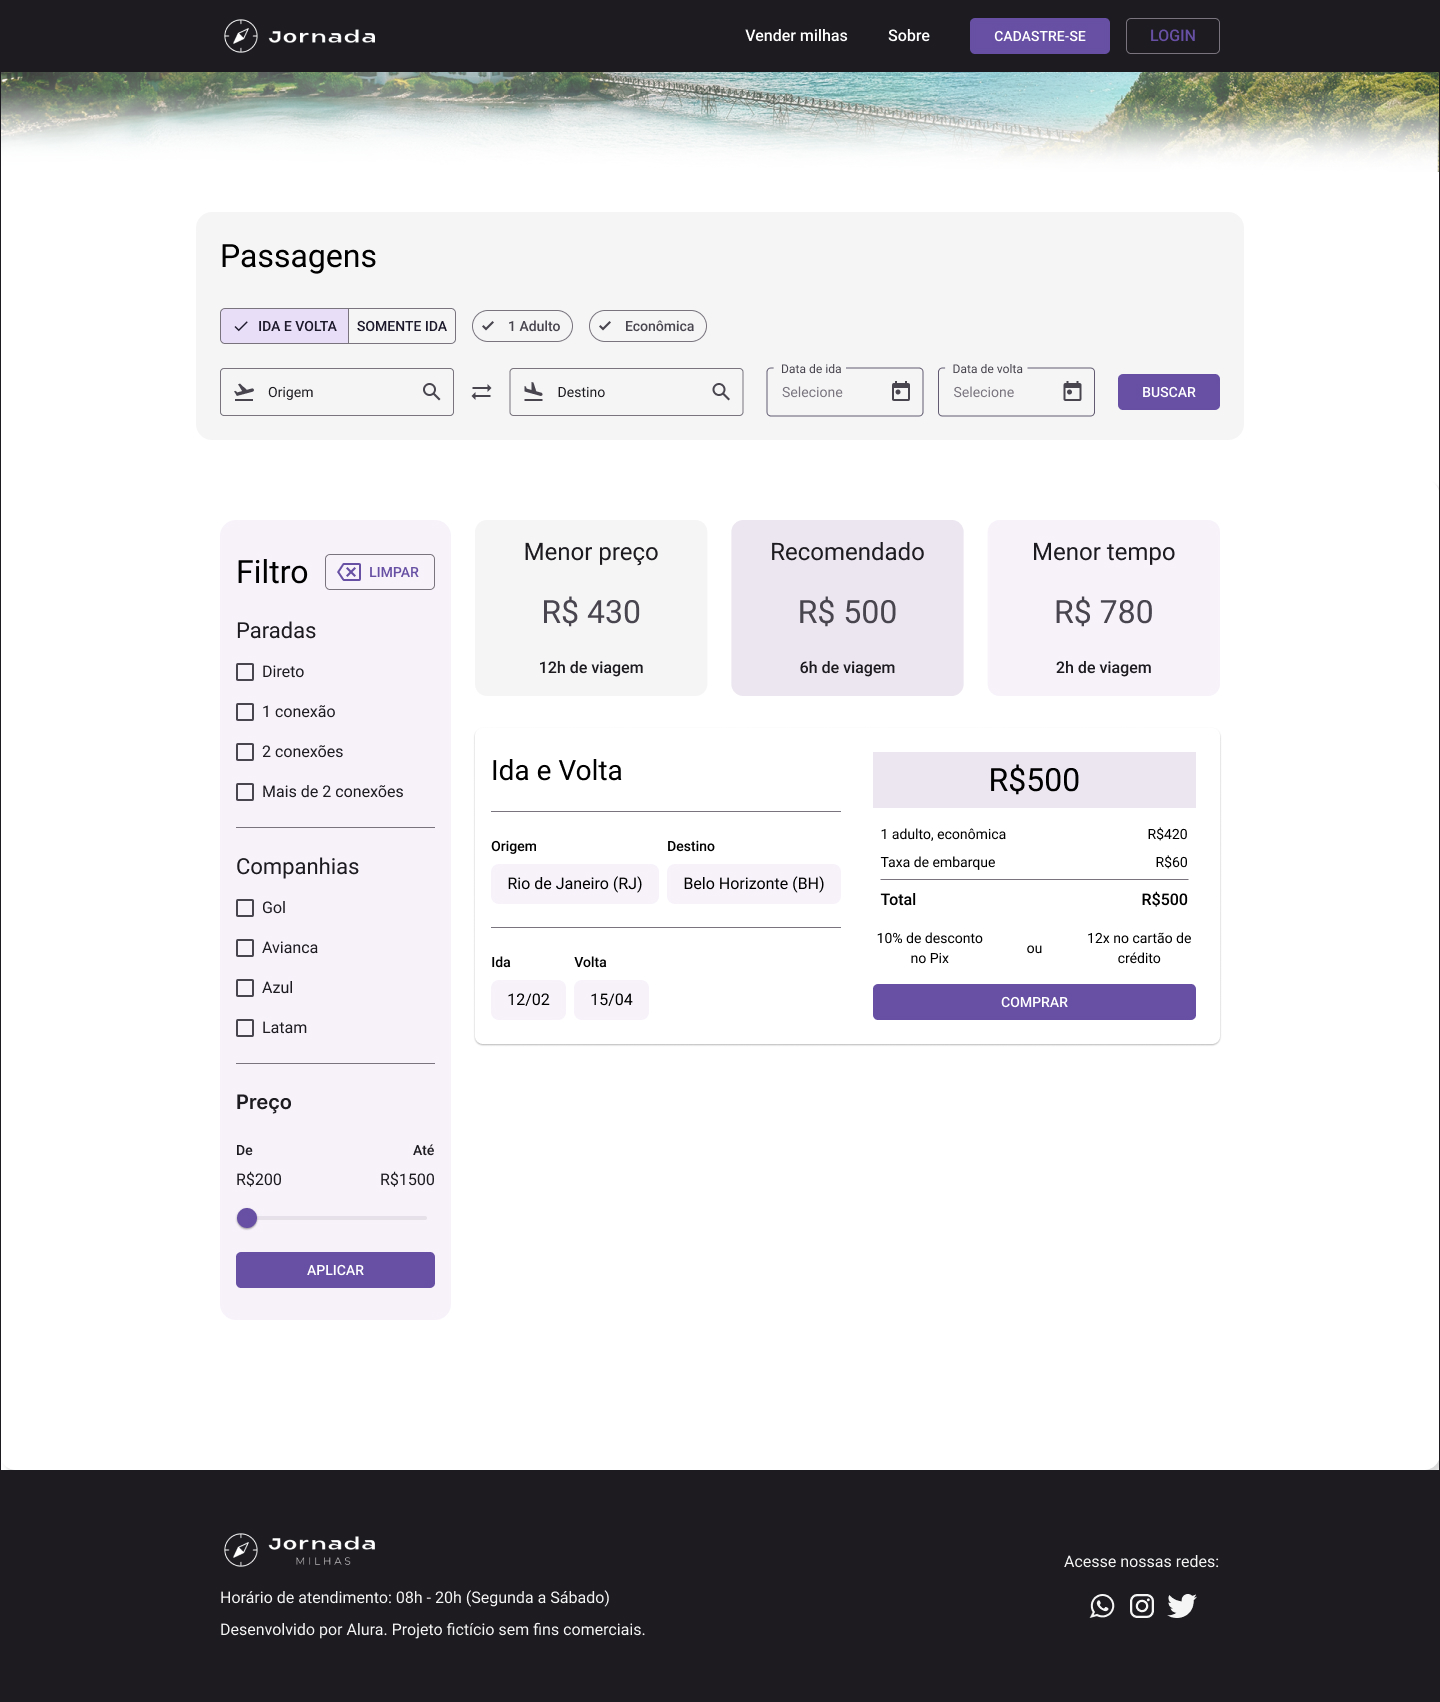 Jornada
Vender milhas
Sobre
CADASTRE-SE
LOGIN
Passagens
IDA E VOLTA
SOMENTE IDA
1 Adulto
Econômica
Origem
Destino
Data de ida
Selecione
Data de volta
Selecione
BUSCAR
Filtro
LIMPAR
Paradas
Direto
1 conexão
2 conexões
Mais de 2 conexões
Companhias
Gol
Avianca
Azul
Latam
Preço
De
Até
R$200
R$1500
APLICAR
Menor preço
R$ 430
12h de viagem
Recomendado
R$ 500
6h de viagem
Menor tempo
R$ 780
2h de viagem
Ida e Volta
Origem
Destino
Rio de Janeiro (RJ)
Belo Horizonte (BH)
Ida
Volta
12/02
15/04
R$500
1 adulto, econômica
R$420
Taxa de embarque
R$60
Total
R$500
10% de desconto
no Pix
ou
12x no cartão de
crédito
COMPRAR
Jornada
MILHAS
Horário de atendimento: 08h - 20h (Segunda a Sábado)
Desenvolvido por Alura. Projeto fictício sem fins comerciais.
Acesse nossas redes: